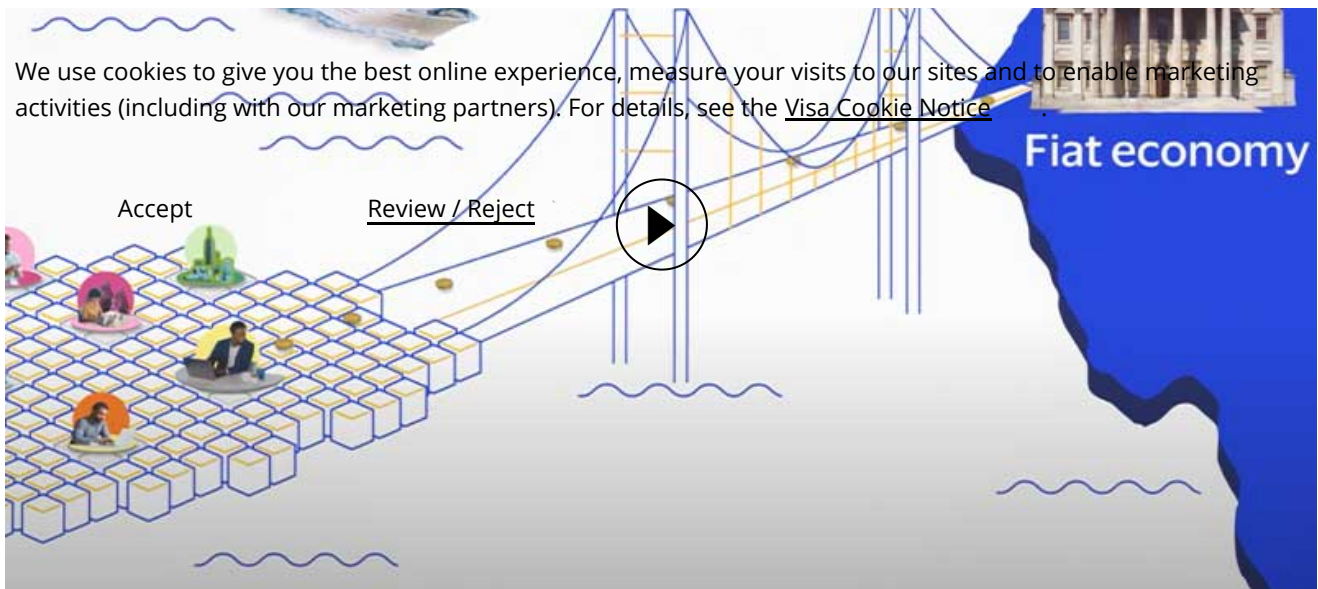 We use cookies to give you the best online experience, measure your visits to our sites and to enable marketing
activities (including with our marketing partners). For details, see the Visa Cookie Notice .
Fiat economy
Accept Review / Reject